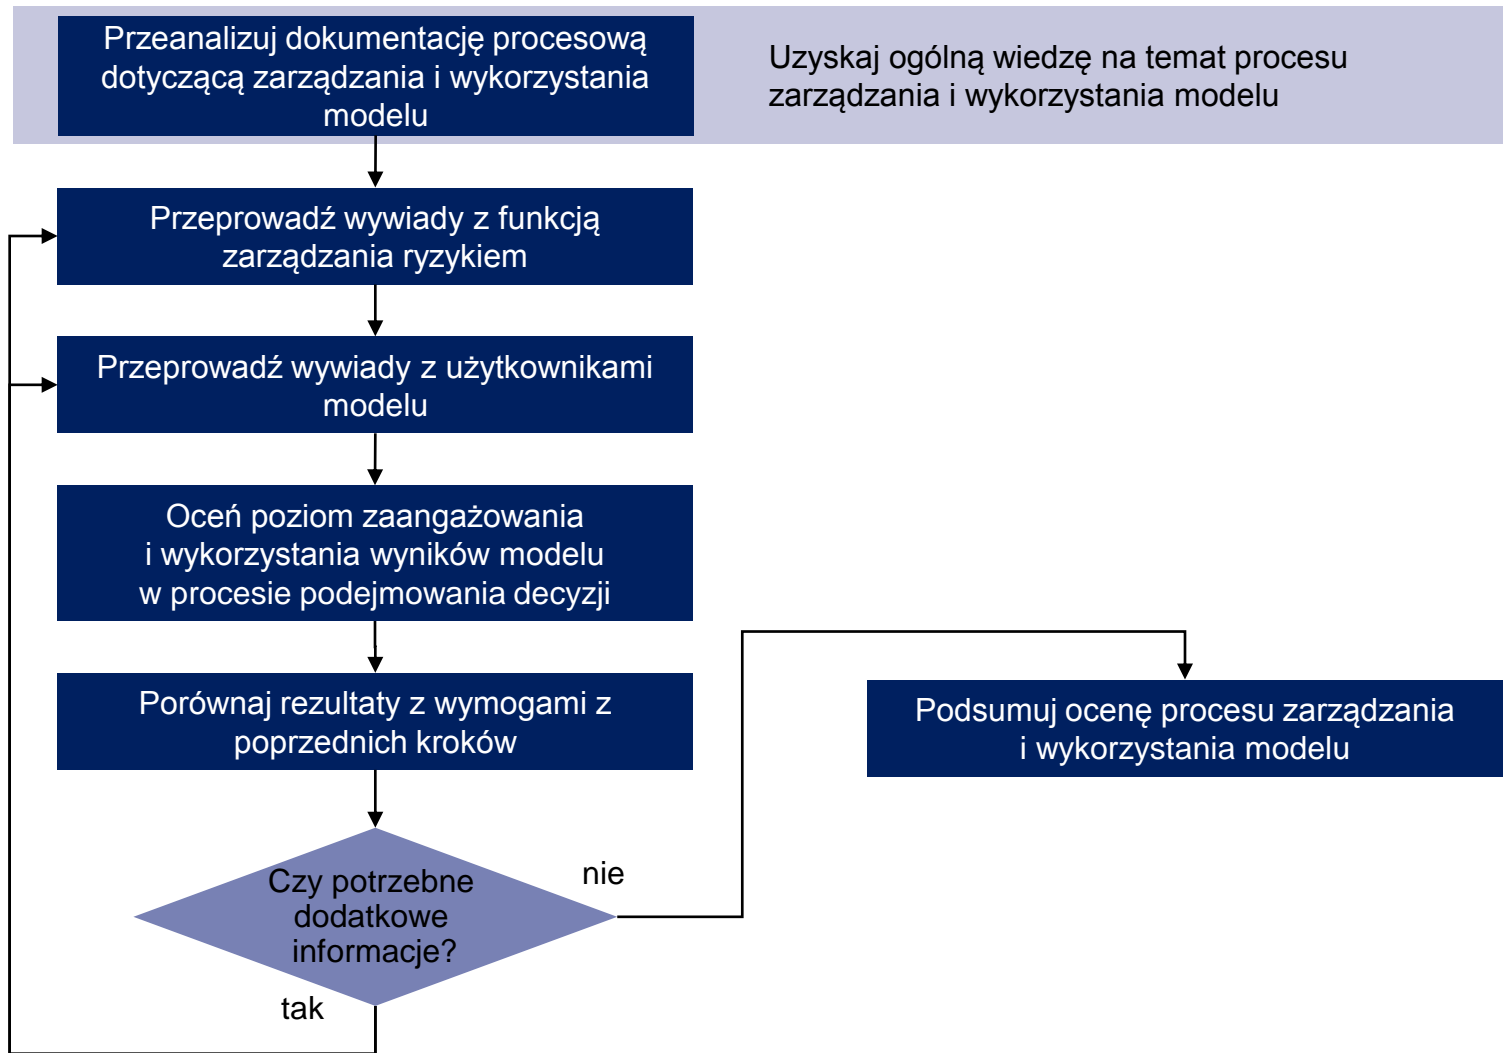 Przeanalizuj dokumentację procesową
dotyczącą zarządzania i wykorzystania
modelu
Uzyskaj ogólną wiedzę na temat procesu
zarządzania i wykorzystania modelu
Przeprowadź wywiady z funkcją
zarządzania ryzykiem
Przeprowadź wywiady z użytkownikami
modelu
Oceń poziom zaangażowania
i wykorzystania wyników modelu
w procesie podejmowania decyzji
Porównaj rezultaty z wymogami z
poprzednich kroków
Podsumuj ocenę procesu zarządzania
i wykorzystania modelu
Czy potrzebne
dodatkowe
informacje?
nie
tak